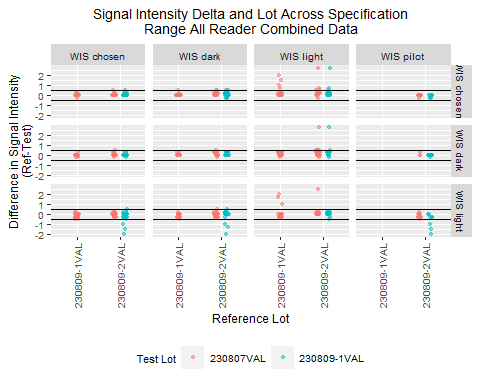 Signal Intensity Delta and Lot Across Specification
Range All Reader Combined Data
WIS chosen WIS dark WIS light WIS pilot
Difference in Signal Intensity
(Ref-Test)
2
1
0
-1
-2
WIS chosen
2
1
0
-1
-2
WIS dark
2
1
0
-1
-2
WIS light
230809-1VAL 230809-2VAL 230809-1VAL 230809-2VAL 230809-1VAL 230809-2VAL 230809-1VAL 230809-2VAL
Reference Lot
Test Lot 230807VAL 230809-1VAL